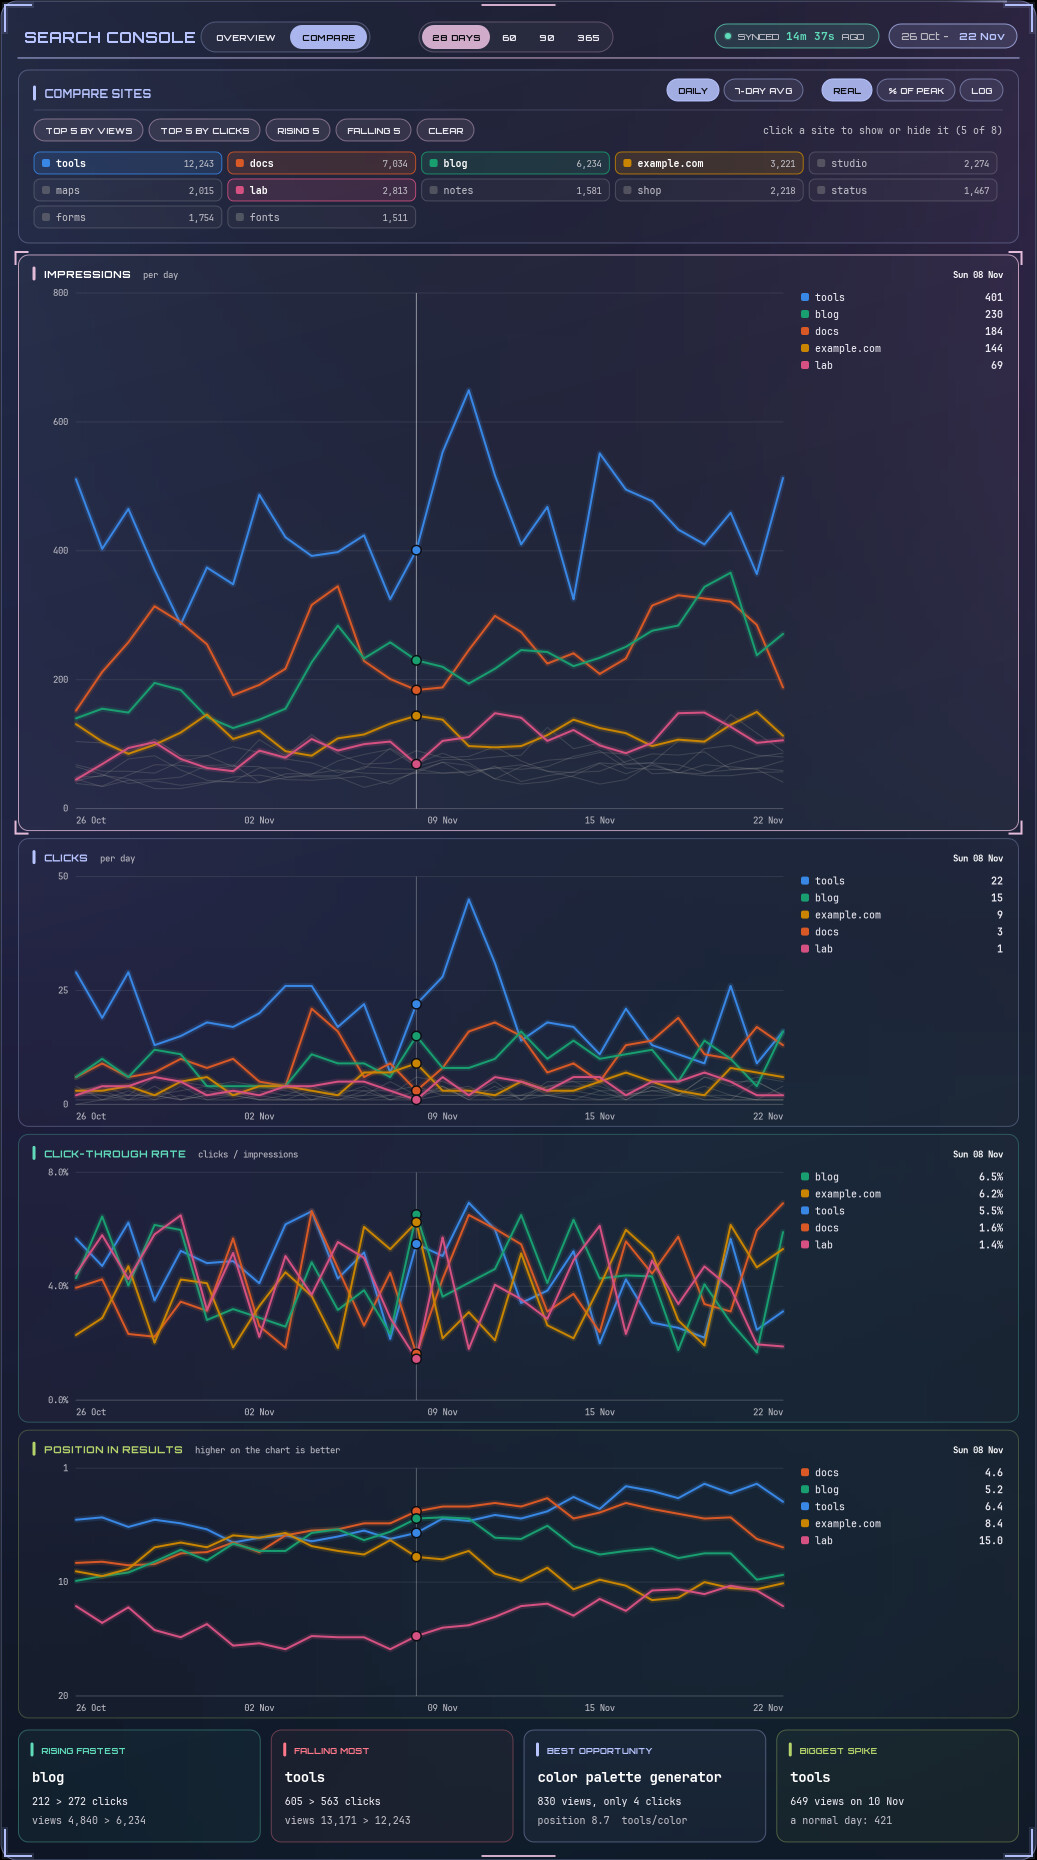 SEARCH CONSOLE OVERVIEW COMPARE 28 DAYS 60 90 365 SYNCED 14m 37s AGO 26 Oct - 22 Nov
COMPARE SITES DAILY 7-DAY AVG REAL % OF PEAK LOG
TOP 5 BY VIEWS TOP 5 BY CLICKS RISING 5 FALLING 5 CLEAR click a site to show or hide it (5 of 8)
tools 12,243 docs 7,034 blog 6,234 example.com 3,221 studio 2,274
maps 2,015 lab 2,813 notes 1,581 shop 2,218 status 1,467
forms 1,754 fonts 1,511
IMPRESSIONS per day Sun 08 Nov
800
tools 401
blog 230
docs 184
example.com 144
lab 69
600
400
200
0
26 Oct 02 Nov 09 Nov 15 Nov 22 Nov
CLICKS per day Sun 08 Nov
50
tools 22
blog 15
example.com 9
docs 3
lab 1
25
0
26 Oct 02 Nov 09 Nov 15 Nov 22 Nov
CLICK-THROUGH RATE clicks / impressions Sun 08 Nov
8.0%
blog 6.5%
example.com 6.2%
tools 5.5%
docs 1.6%
lab 1.4%
4.0%
0.0%
26 Oct 02 Nov 09 Nov 15 Nov 22 Nov
POSITION IN RESULTS higher on the chart is better Sun 08 Nov
1
docs 4.6
blog 5.2
tools 6.4
example.com 8.4
lab 15.0
10
20
26 Oct 02 Nov 09 Nov 15 Nov 22 Nov
RISING FASTEST
blog
212 > 272 clicks
views 4,840 > 6,234
FALLING MOST
tools
605 > 563 clicks
views 13,171 > 12,243
BEST OPPORTUNITY
color palette generator
830 views, only 4 clicks
position 8.7 tools/color
BIGGEST SPIKE
tools
649 views on 10 Nov
a normal day: 421